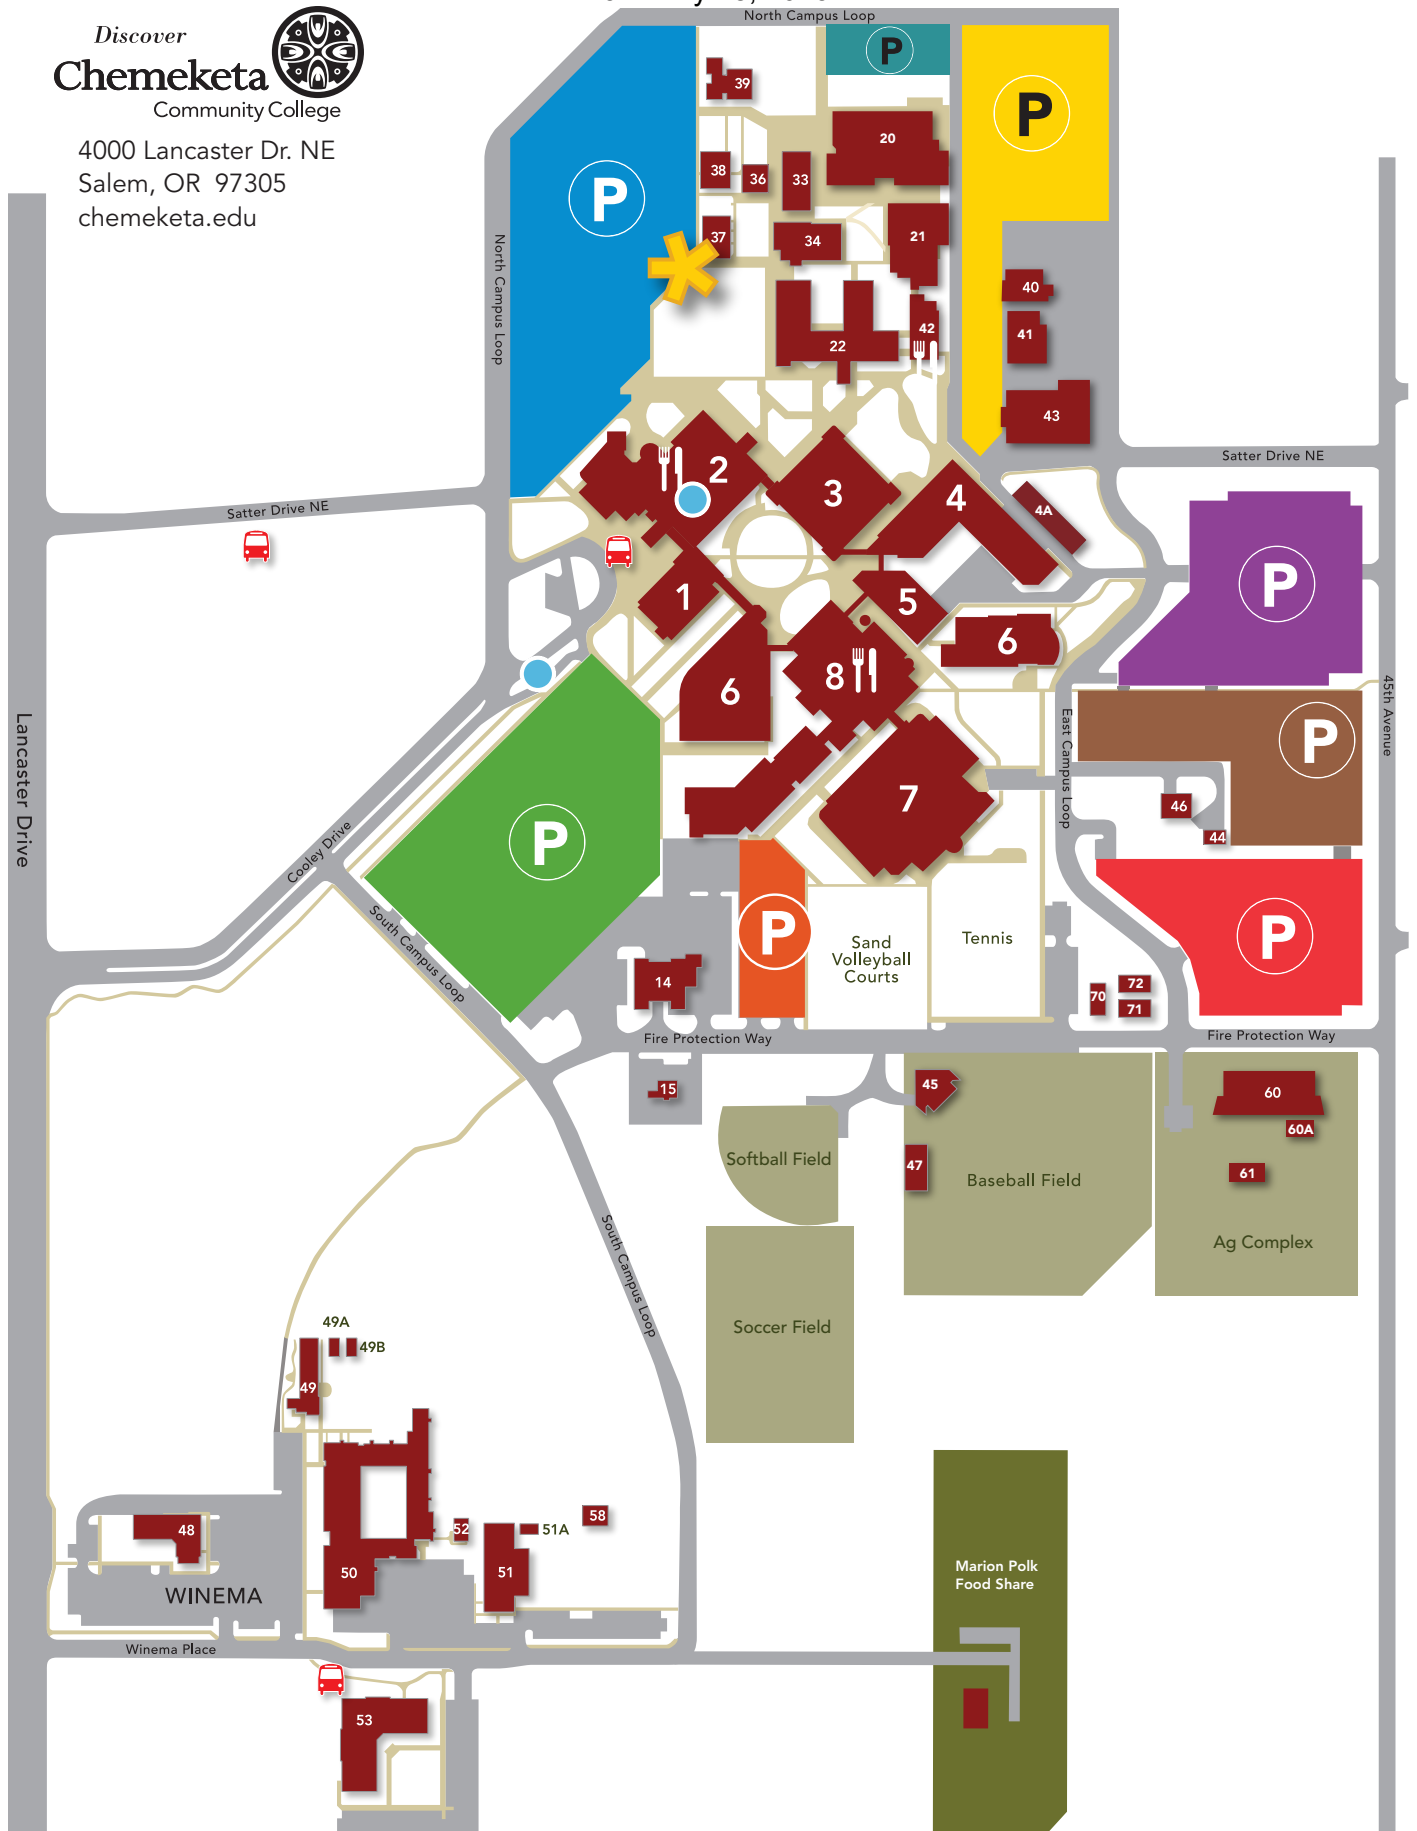 North Campus Loop
Discover
Chemeketa
Community College
4000 Lancaster Dr. NE
Salem, OR 97305
chemeketa.edu
P
P
P
39
20
38
36
33
37
34
21
North Campus Loop
40
42
41
22
43
2
3
4
4A
Satter Drive NE
Satter Drive NE
P
1
5
6
6
8
45th Avenue
East Campus Loop
P
Lancaster Drive
7
46
44
P
Cooley Drive
South Campus Loop
P
P
Sand
Volleyball
Courts
Tennis
14
70
72
71
Fire Protection Way
Fire Protection Way
15
45
60
60A
61
47
Softball Field
Baseball Field
Ag Complex
South Campus Loop
Soccer Field
49A
49B
49
48
52
51A
58
50
51
WINEMA
Marion Polk
Food Share
Winema Place
53